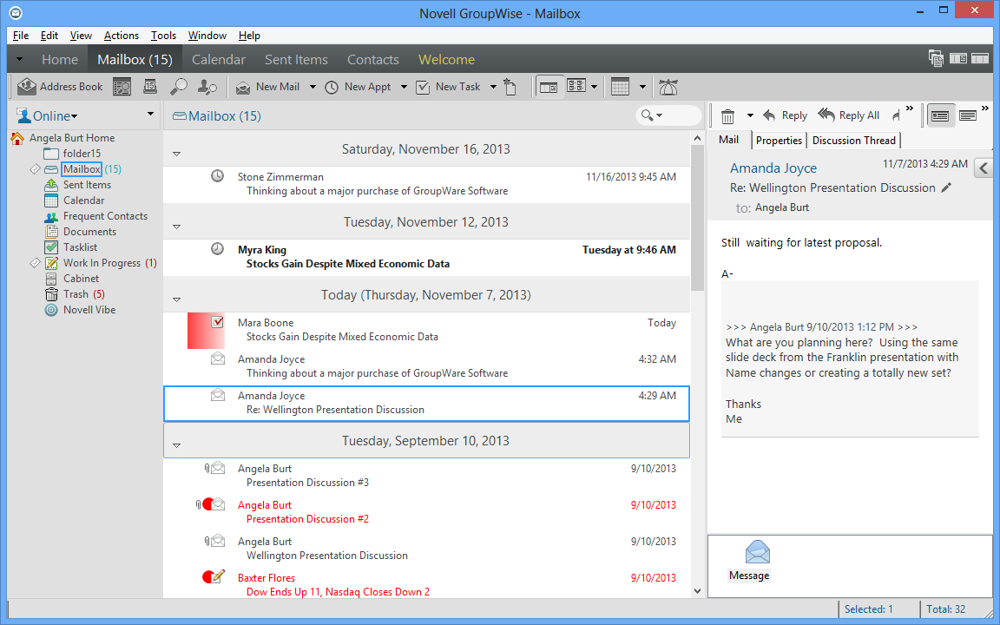 Novell GroupWise - Mailbox
File Edit View Actions Tools Window Help
Home Mailbox (15) Calendar Sent Items Contacts Welcome
Address Book 15 New Mail New Appt New Task
Online
Angela Burt Home
folder15
Mailbox (15)
Sent Items
Calendar
Frequent Contacts
Documents
Tasklist
Work In Progress (1)
Cabinet
Trash (5)
Novell Vibe
Mailbox (15)
Saturday, November 16, 2013
Stone Zimmerman 11/16/2013 9:45 AM
Thinking about a major purchase of GroupWare Software
Tuesday, November 12, 2013
Myra King Tuesday at 9:46 AM
Stocks Gain Despite Mixed Economic Data
Today (Thursday, November 7, 2013)
Mara Boone Today
Stocks Gain Despite Mixed Economic Data
Amanda Joyce 4:32 AM
Thinking about a major purchase of GroupWare Software
Amanda Joyce 4:29 AM
Re: Wellington Presentation Discussion
Tuesday, September 10, 2013
Angela Burt 9/10/2013
Presentation Discussion #3
Angela Burt 9/10/2013
Presentation Discussion #2
Angela Burt 9/10/2013
Wellington Presentation Discussion
Baxter Flores 9/10/2013
Dow Ends Up 11, Nasdaq Closes Down 2
Reply Reply All
Mail Properties Discussion Thread
Amanda Joyce 11/7/2013 4:29 AM
Re: Wellington Presentation Discussion
to: Angela Burt
Still  waiting for latest proposal.
A-
>>> Angela Burt 9/10/2013 1:12 PM >>>
What are you planning here?  Using the same
slide deck from the Franklin presentation with
Name changes or creating a totally new set?
Thanks
Me
Message
Selected: 1 Total: 32